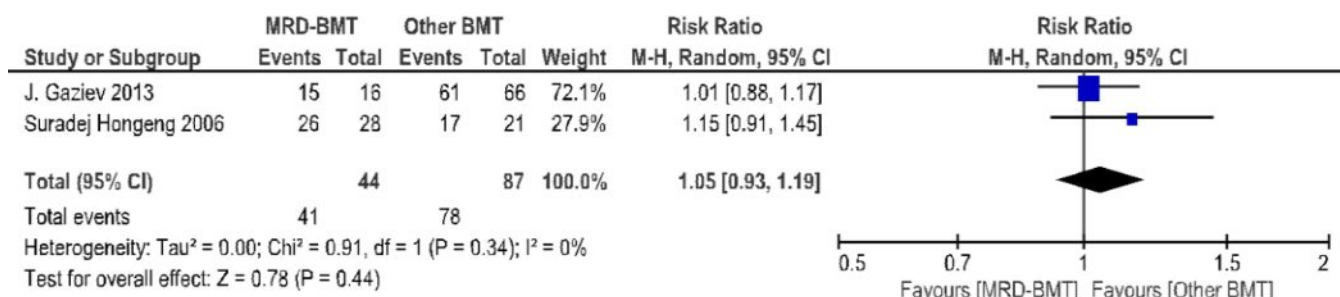 MRD-BMT Other BMT Risk Ratio Risk Ratio
Study or Subgroup Events Total Events Total Weight M-H, Random, 95% CI M-H, Random, 95% CI
J. Gaziev 2013 15 16 61 66 72.1% 1.01 [0.88, 1.17]
Suradej Hongeng 2006 26 28 17 21 27.9% 1.15 [0.91, 1.45]
Total (95% CI) 44 87 100.0% 1.05 [0.93, 1.19]
Total events 41 78
Heterogeneity: Tau² = 0.00; Chi² = 0.91, df = 1 (P = 0.34); I² = 0%
Test for overall effect: Z = 0.78 (P = 0.44)
0.5 0.7 1 1.5 2
Favours [MRD-BMT] Favours [Other BMT]